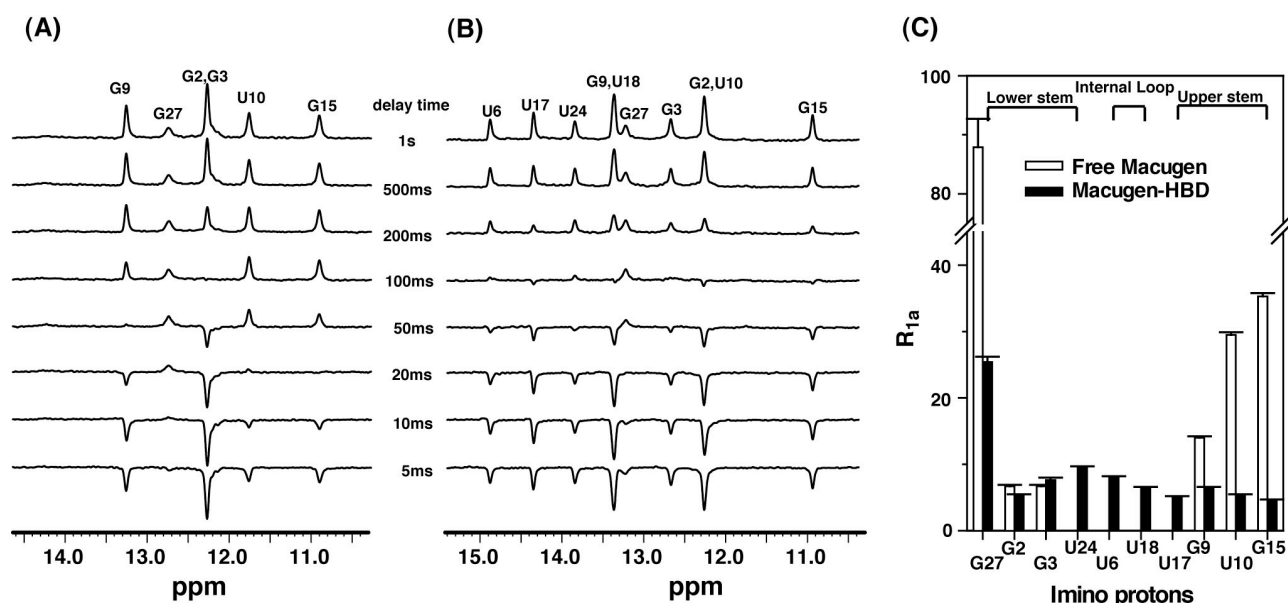 (A)
G9
G27
G2,G3
U10
G15
14.0
13.0
12.0
11.0
ppm
delay time
1s
500ms
200ms
100ms
50ms
20ms
10ms
5ms
(B)
U6
U17
U24
G9,U18
G27
G3
G2,U10
G15
15.0
14.0
13.0
12.0
11.0
ppm
(C)
100
80
40
20
0
R1a
Lower stem
Internal Loop
Upper stem
Free Macugen
Macugen-HBD
G27
G2
G3
U24
U6
U18
U17
G9
U10
G15
Imino protons